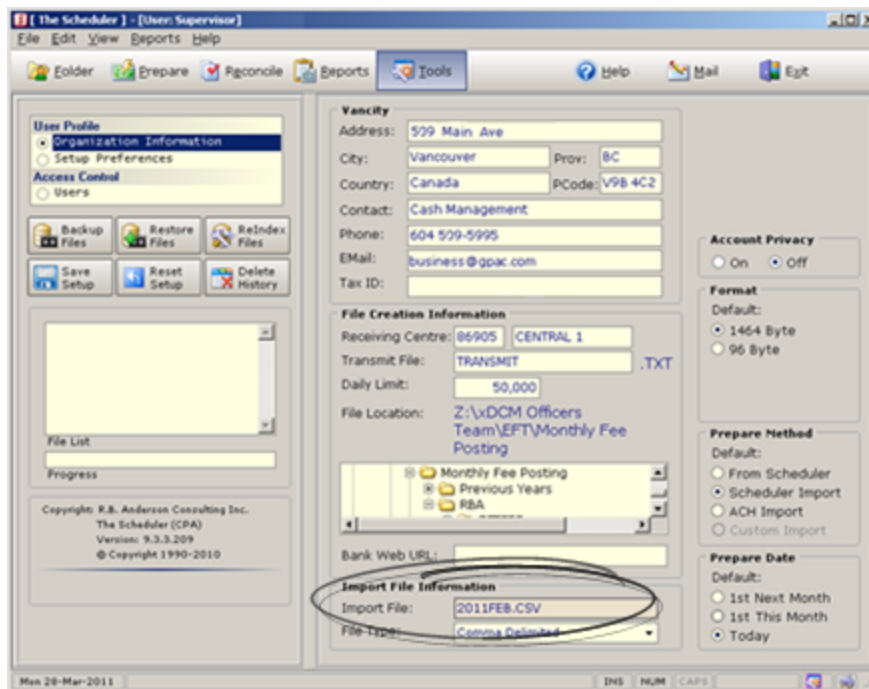 [ The Scheduler ] - [User: Supervisor]
File Edit View Reports Help
Folder Prepare Reconcile Reports Tools Help Mail Exit
User Profile
Organization Information
Setup Preferences
Access Control
Users
Backup Files
Restore Files
ReIndex Files
Save Setup
Reset Setup
Delete History
File List
Progress
Copyright: R.B. Anderson Consulting Inc.
The Scheduler (CPA)
Version: 9.3.3.209
© Copyright 1990-2010
Vancity
Address: 509 Main Ave
City: Vancouver Prov: BC
Country: Canada PCode: V9B 4C2
Contact: Cash Management
Phone: 604 509-5995
EMail: business@gpac.com
Tax ID:
File Creation Information
Receiving Centre: 86905 CENTRAL 1
Transmit File: TRANSMIT .TXT
Daily Limit: 50,000
File Location: Z:\xDCM Officers
Team\EFT\Monthly Fee
Posting
Monthly Fee Posting
Previous Years
RBA
Bank Web URL:
Import File Information
Import File: 2011FEB.CSV
File Type: Comma Delimited
Account Privacy
On Off
Format
Default:
1464 Byte
96 Byte
Prepare Method
Default:
From Scheduler
Scheduler Import
ACH Import
Custom Import
Prepare Date
Default:
1st Next Month
1st This Month
Today
Mon 28-Mar-2011 INS NUM CAPS